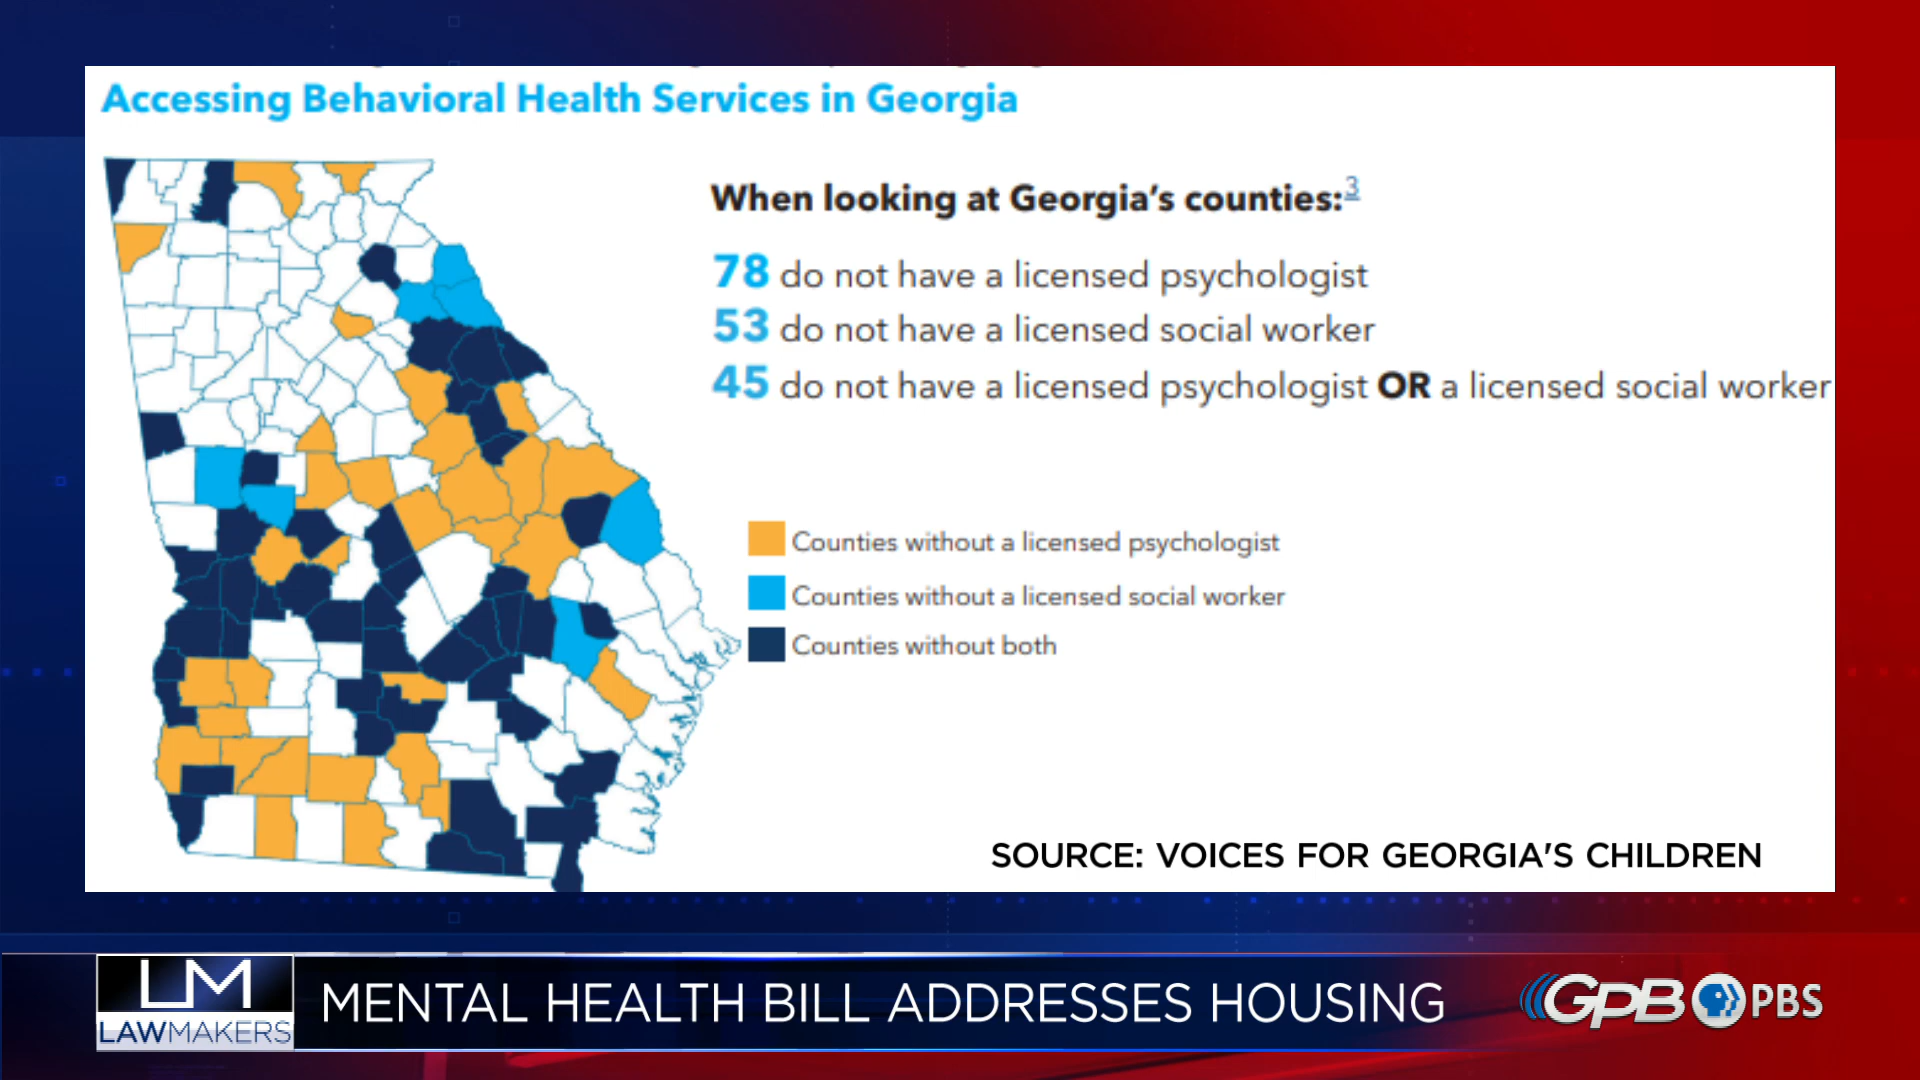 Accessing Behavioral Health Services in Georgia
When looking at Georgia's counties:3
78 do not have a licensed psychologist
53 do not have a licensed social worker
45 do not have a licensed psychologist OR a licensed social worker
Counties without a licensed psychologist
Counties without a licensed social worker
Counties without both
SOURCE: VOICES FOR GEORGIA'S CHILDREN
LM
LAWMAKERS
MENTAL HEALTH BILL ADDRESSES HOUSING
GPB PBS